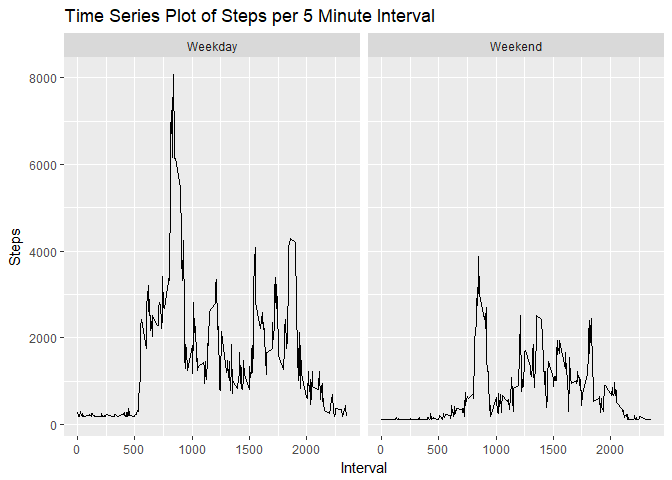 Time Series Plot of Steps per 5 Minute Interval
Weekday Weekend
8000
6000
4000
2000
0
Steps
0 500 1000 1500 2000 0 500 1000 1500 2000
Interval